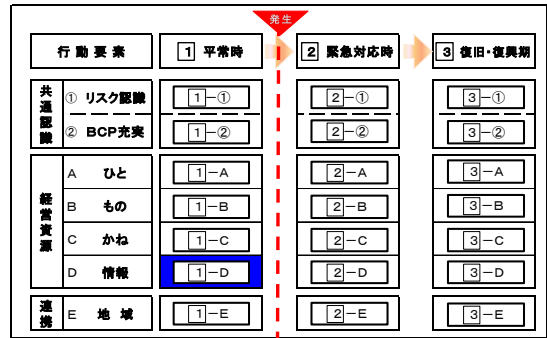 発生
行動要素 1 平常時 2 緊急対応時 3 復旧・復興期
共通認識
① リスク認識 1-① 2-① 3-①
② BCP充実 1-② 2-② 3-②
経営資源
A ひと 1-A 2-A 3-A
B もの 1-B 2-B 3-B
C かね 1-C 2-C 3-C
D 情報 1-D 2-D 3-D
連携
E 地域 1-E 2-E 3-E